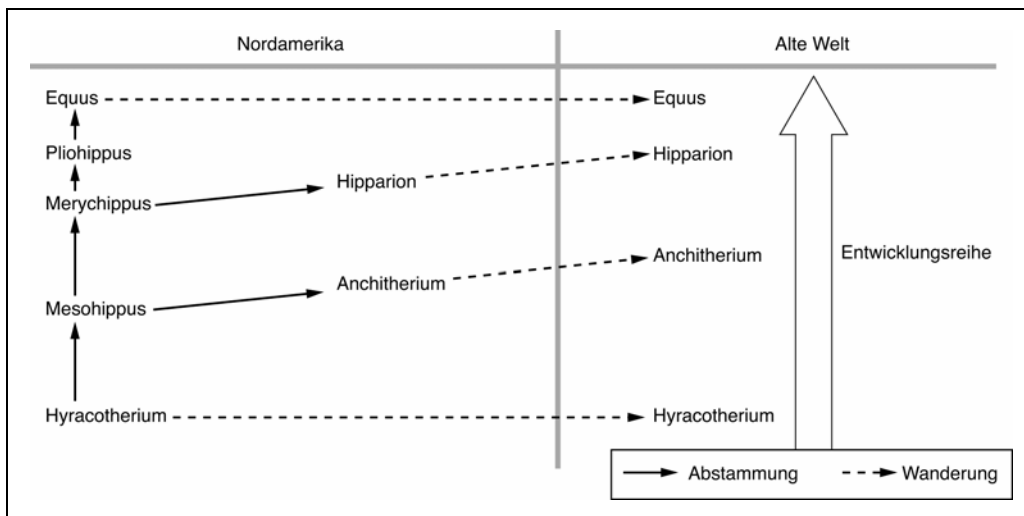 Nordamerika
Alte Welt
Equus
Equus
Pliohippus
Hipparion
Hipparion
Merychippus
Anchitherium
Entwicklungsreihe
Anchitherium
Mesohippus
Hyracotherium
Hyracotherium
Abstammung
Wanderung